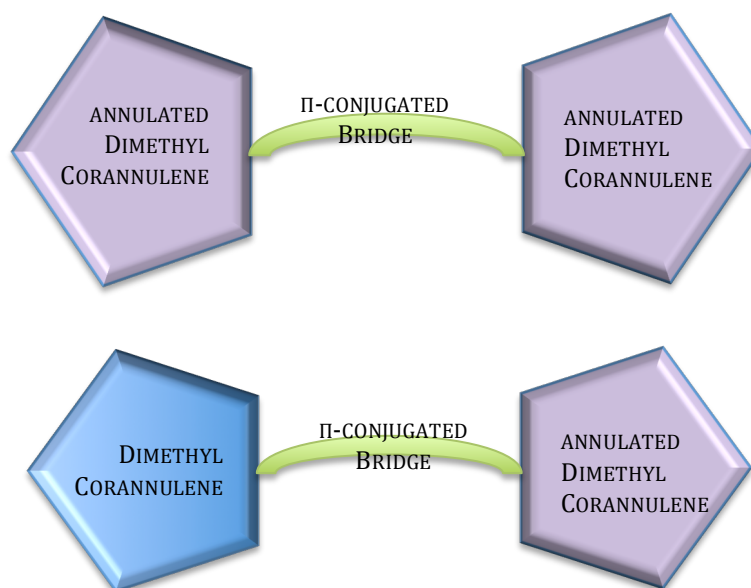 ANNULATED
DIMETHYL
CORANNULENE
Π-CONJUGATED
BRIDGE
ANNULATED
DIMETHYL
CORANNULENE
DIMETHYL
CORANNULENE
Π-CONJUGATED
BRIDGE
ANNULATED
DIMETHYL
CORANNULENE